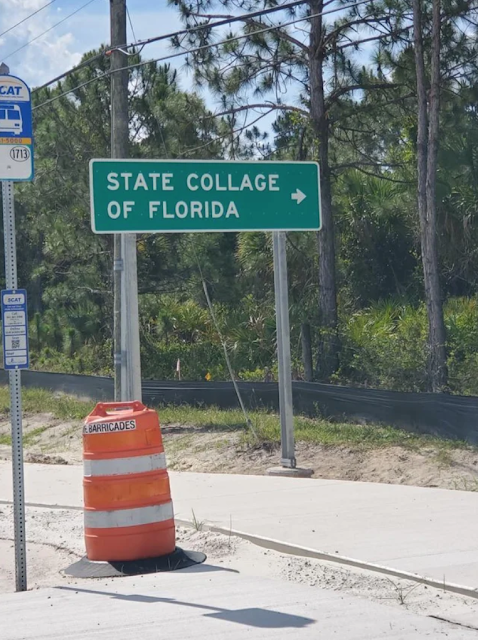 SCAT
1713
STATE COLLAGE
OF FLORIDA
SCAT
BARRICADES